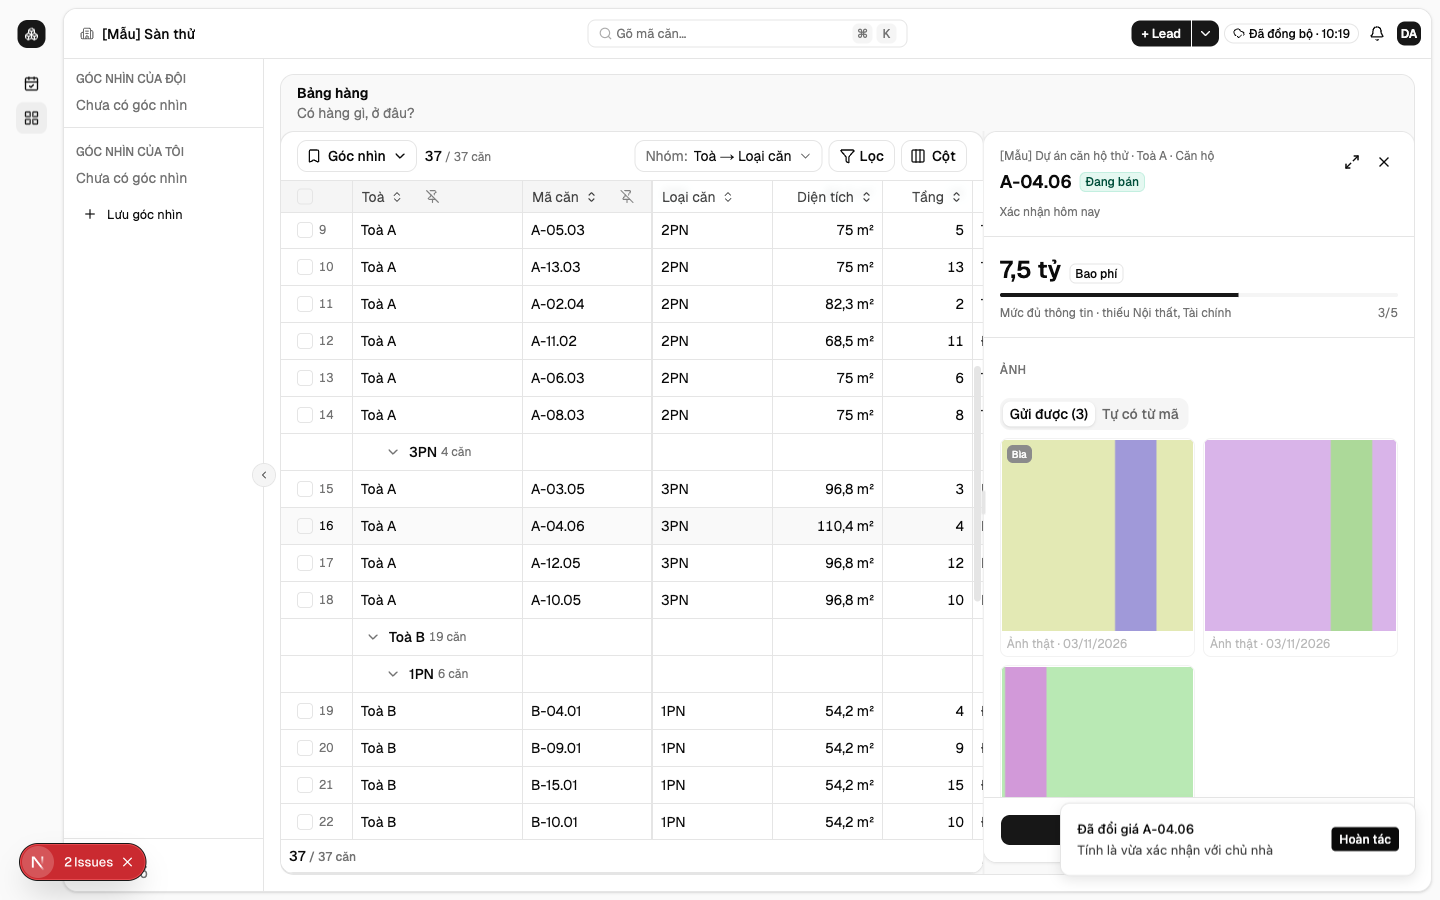 [Mẫu] Sàn thử
Gõ mã căn...
⌘ K
+ Lead
Đã đồng bộ · 10:19
DA
GÓC NHÌN CỦA ĐỘI
Chưa có góc nhìn
GÓC NHÌN CỦA TÔI
Chưa có góc nhìn
+ Lưu góc nhìn
Bảng hàng
Có hàng gì, ở đâu?
Góc nhìn
37 / 37 căn
Nhóm: Toà → Loại căn
Lọc
Cột
Toà Mã căn Loại căn Diện tích Tầng
9 Toà A A-05.03 2PN 75 m² 5
10 Toà A A-13.03 2PN 75 m² 13
11 Toà A A-02.04 2PN 82,3 m² 2
12 Toà A A-11.02 2PN 68,5 m² 11
13 Toà A A-06.03 2PN 75 m² 6
14 Toà A A-08.03 2PN 75 m² 8
3PN 4 căn
15 Toà A A-03.05 3PN 96,8 m² 3
16 Toà A A-04.06 3PN 110,4 m² 4
17 Toà A A-12.05 3PN 96,8 m² 12
18 Toà A A-10.05 3PN 96,8 m² 10
Toà B 19 căn
1PN 6 căn
19 Toà B B-04.01 1PN 54,2 m² 4
20 Toà B B-09.01 1PN 54,2 m² 9
21 Toà B B-15.01 1PN 54,2 m² 15
22 Toà B B-10.01 1PN 54,2 m² 10
37 / 37 căn
[Mẫu] Dự án căn hộ thử · Toà A · Căn hộ
A-04.06 Đang bán
Xác nhận hôm nay
7,5 tỷ Bao phí
Mức đủ thông tin · thiếu Nội thất, Tài chính 3/5
ẢNH
Gửi được (3) Tự có từ mã
Bìa
Ảnh thật · 03/11/2026
Ảnh thật · 03/11/2026
Đã đổi giá A-04.06
Tính là vừa xác nhận với chủ nhà
Hoàn tác
N 2 Issues